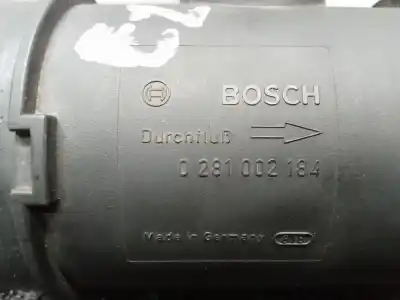 BOSCH
Durchfluß
0 281 002 184
Made in Germany